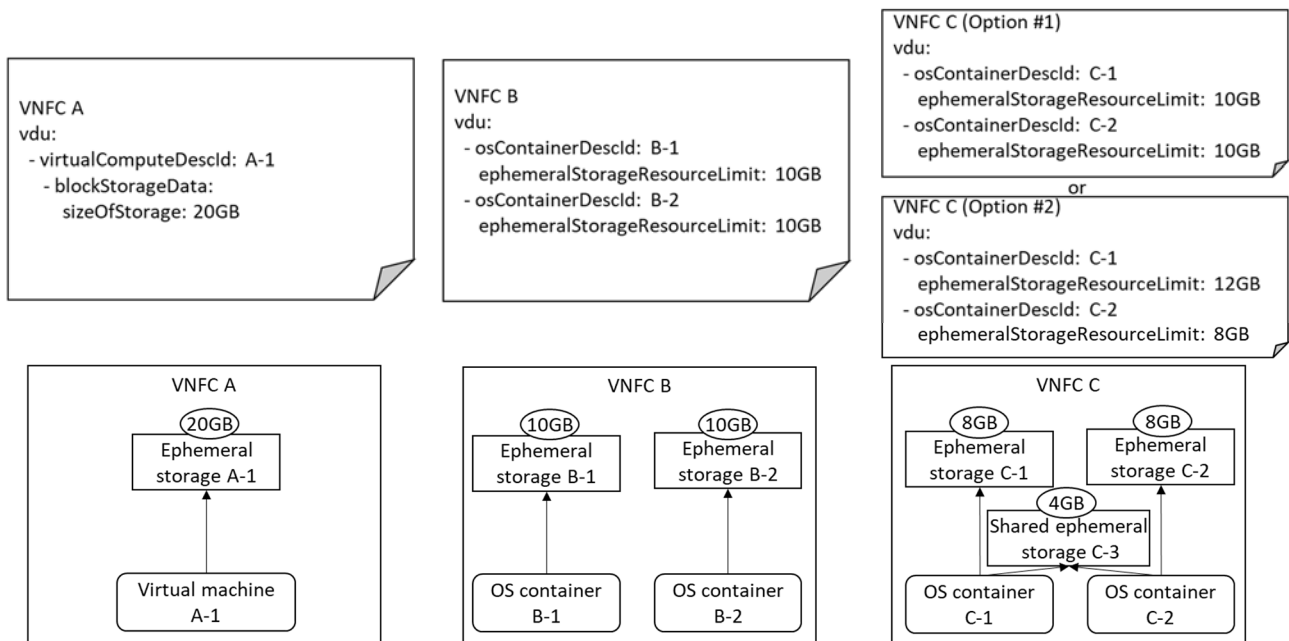 VNFC A
vdu:
- virtualComputeDescId: A-1
- blockStorageData:
sizeOfStorage: 20GB
VNFC B
vdu:
- osContainerDescId: B-1
ephemeralStorageResourceLimit: 10GB
- osContainerDescId: B-2
ephemeralStorageResourceLimit: 10GB
VNFC C (Option #1)
vdu:
- osContainerDescId: C-1
ephemeralStorageResourceLimit: 10GB
- osContainerDescId: C-2
ephemeralStorageResourceLimit: 10GB
or
VNFC C (Option #2)
vdu:
- osContainerDescId: C-1
ephemeralStorageResourceLimit: 12GB
- osContainerDescId: C-2
ephemeralStorageResourceLimit: 8GB
VNFC A
20GB
Ephemeral
storage A-1
Virtual machine
A-1
VNFC B
10GB
Ephemeral
storage B-1
10GB
Ephemeral
storage B-2
OS container
B-1
OS container
B-2
VNFC C
8GB
Ephemeral
storage C-1
8GB
Ephemeral
storage C-2
4GB
Shared ephemeral
storage C-3
OS container
C-1
OS container
C-2